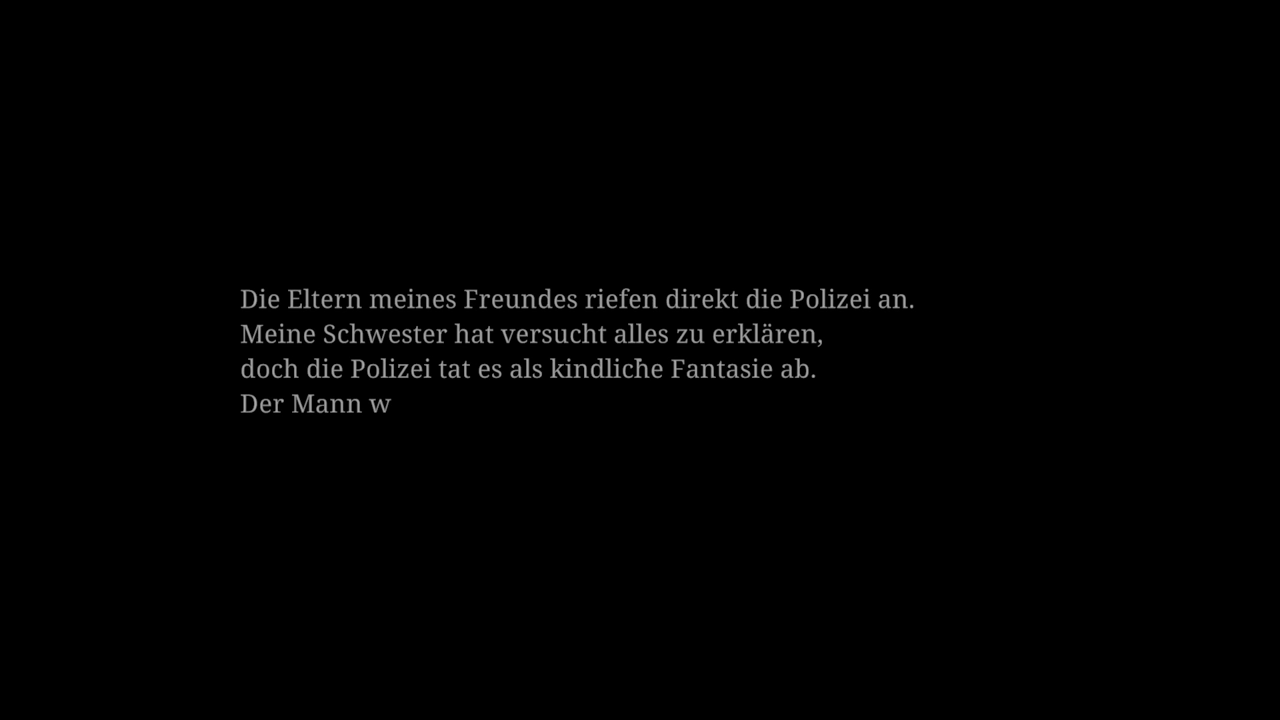 Die Eltern meines Freundes riefen direkt die Polizei an.
Meine Schwester hat versucht alles zu erklären,
doch die Polizei tat es als kindliche Fantasie ab.
Der Mann w